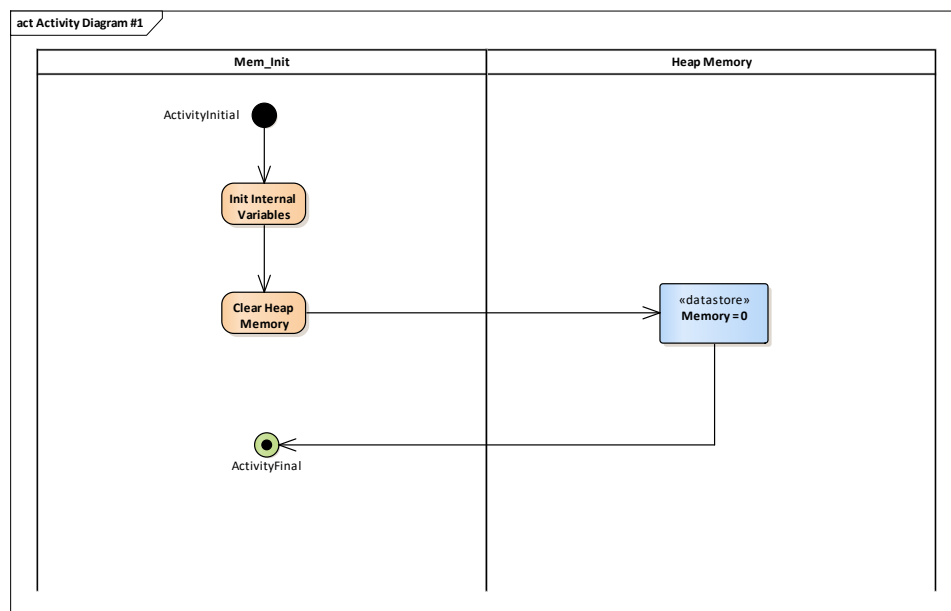 act Activity Diagram #1
Mem_Init
Heap Memory
ActivityInitial
Init Internal
Variables
Clear Heap
Memory
«datastore»
Memory = 0
ActivityFinal